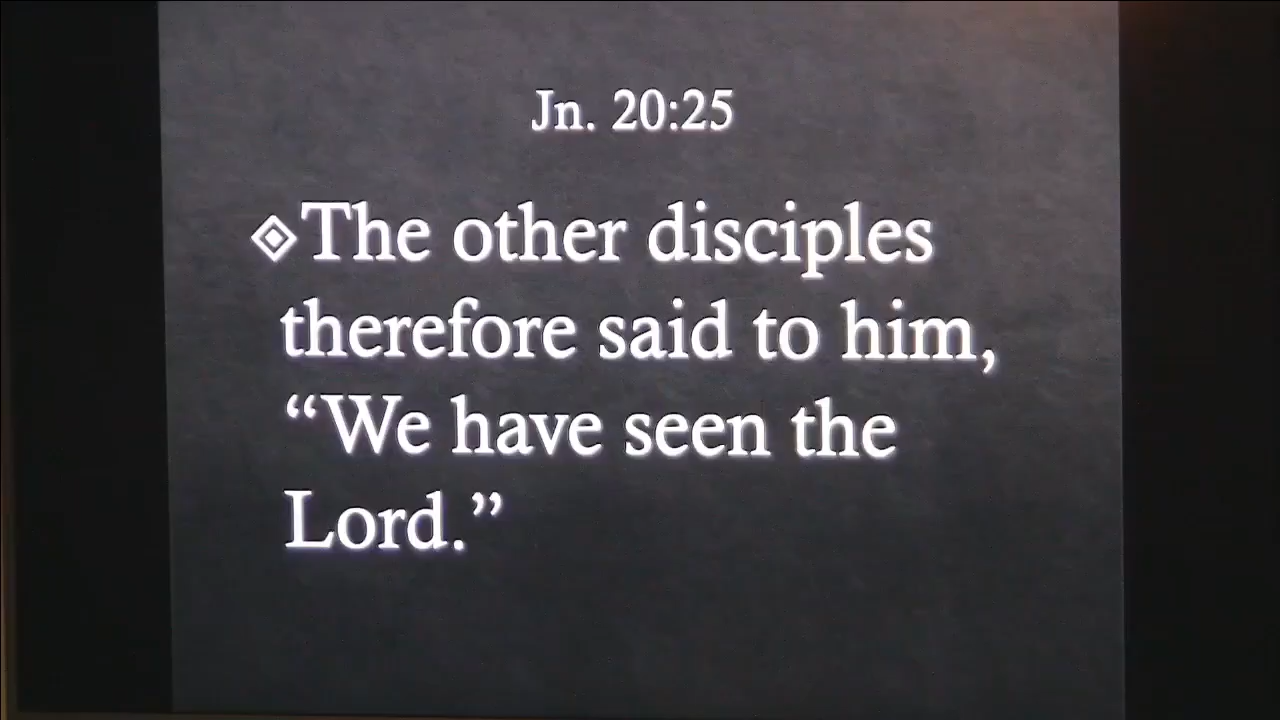 Jn. 20:25
The other disciples
therefore said to him,
“We have seen the
Lord.”